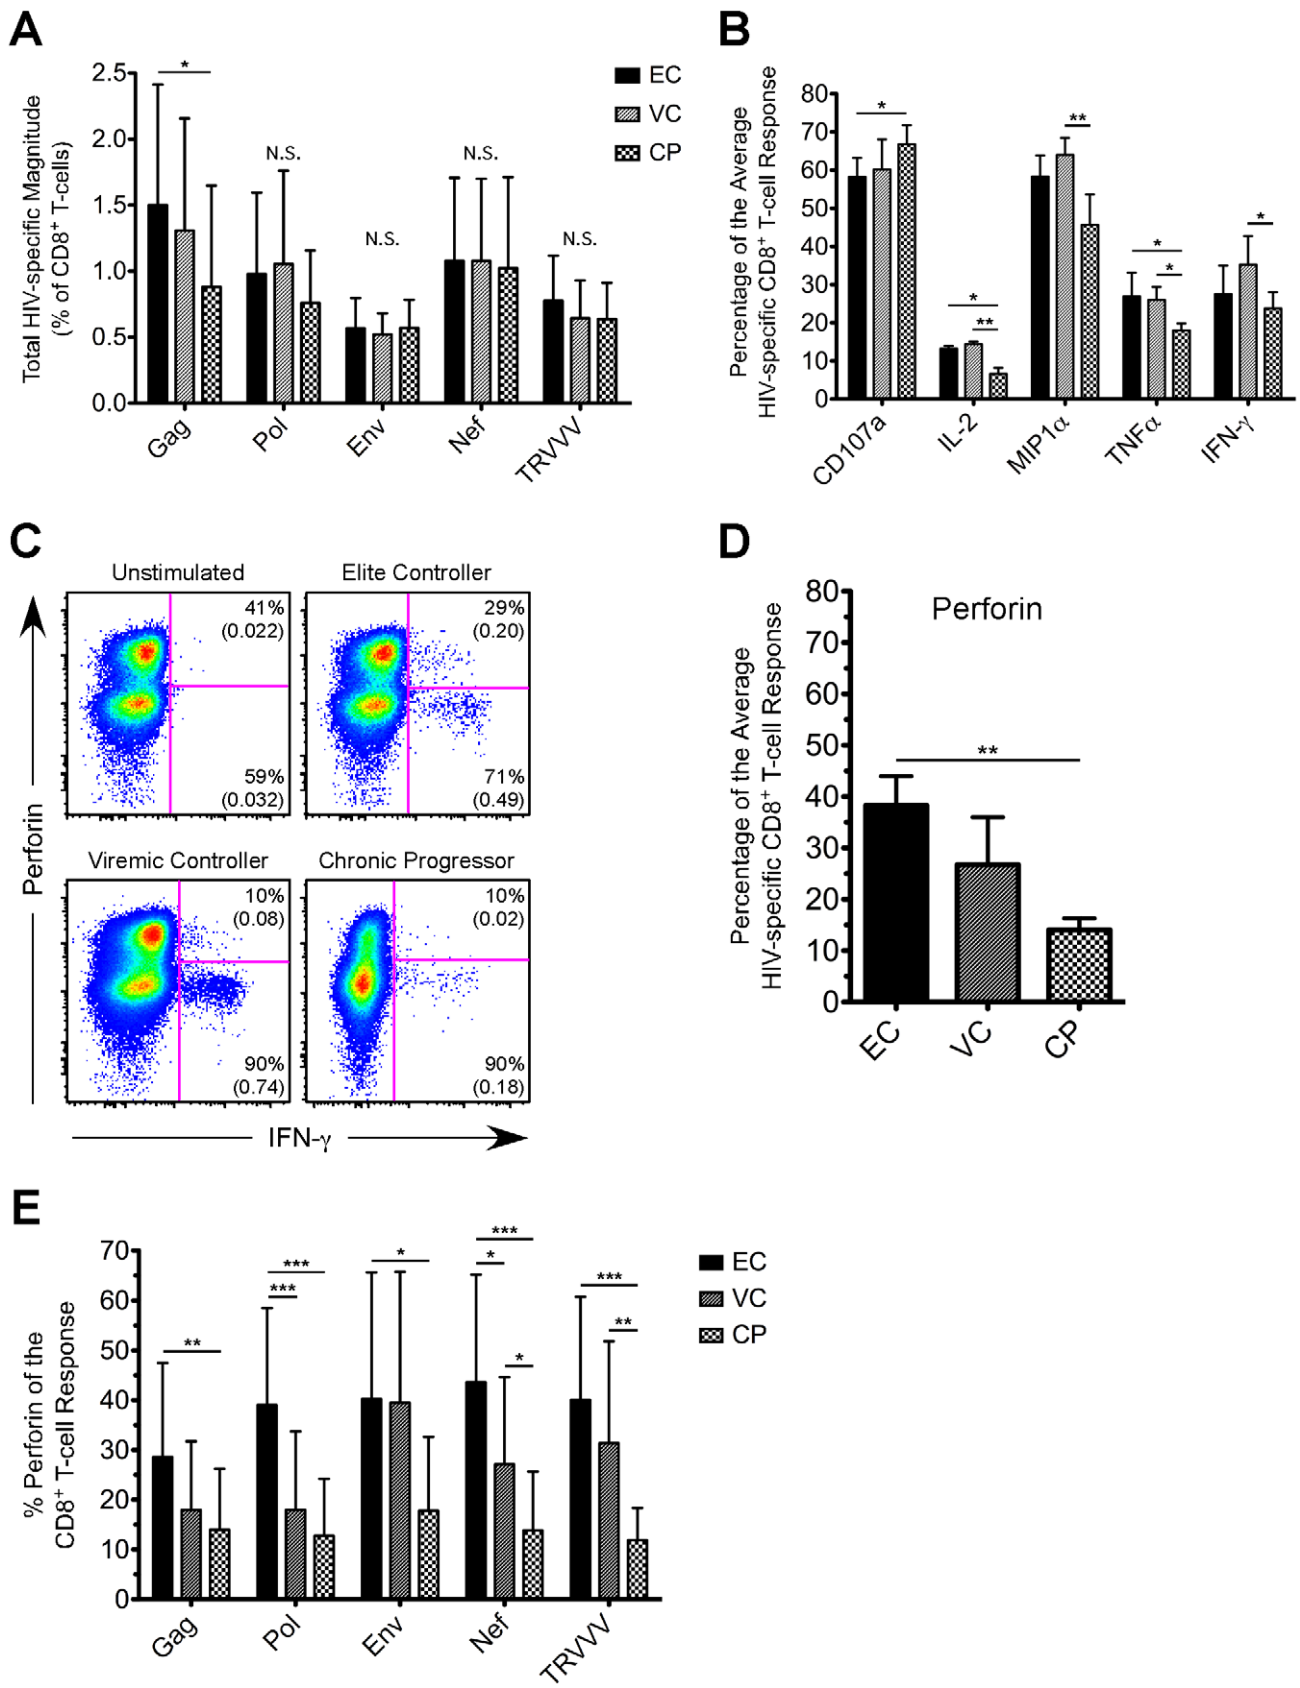 A
Total HIV-specific Magnitude
(% of CD8⁺ T-cells)
2.5
2.0
1.5
1.0
0.5
0.0
*
N.S.
N.S.
N.S.
N.S.
Gag
Pol
Env
Nef
TRVVV
EC
VC
CP
B
Percentage of the Average
HIV-specific CD8⁺ T-cell Response
80
70
60
50
40
30
20
10
0
*
*
**
**
*
*
*
CD107a
IL-2
MIP1α
TNFα
IFN-γ
C
Perforin
Unstimulated
41%
(0.022)
59%
(0.032)
Elite Controller
29%
(0.20)
71%
(0.49)
Viremic Controller
10%
(0.08)
90%
(0.74)
Chronic Progressor
10%
(0.02)
90%
(0.18)
IFN-γ
D
Percentage of the Average
HIV-specific CD8⁺ T-cell Response
Perforin
80
70
60
50
40
30
20
10
0
**
EC
VC
CP
E
% Perforin of the
CD8⁺ T-cell Response
70
60
50
40
30
20
10
0
**
***
***
*
***
*
*
***
**
Gag
Pol
Env
Nef
TRVVV
EC
VC
CP